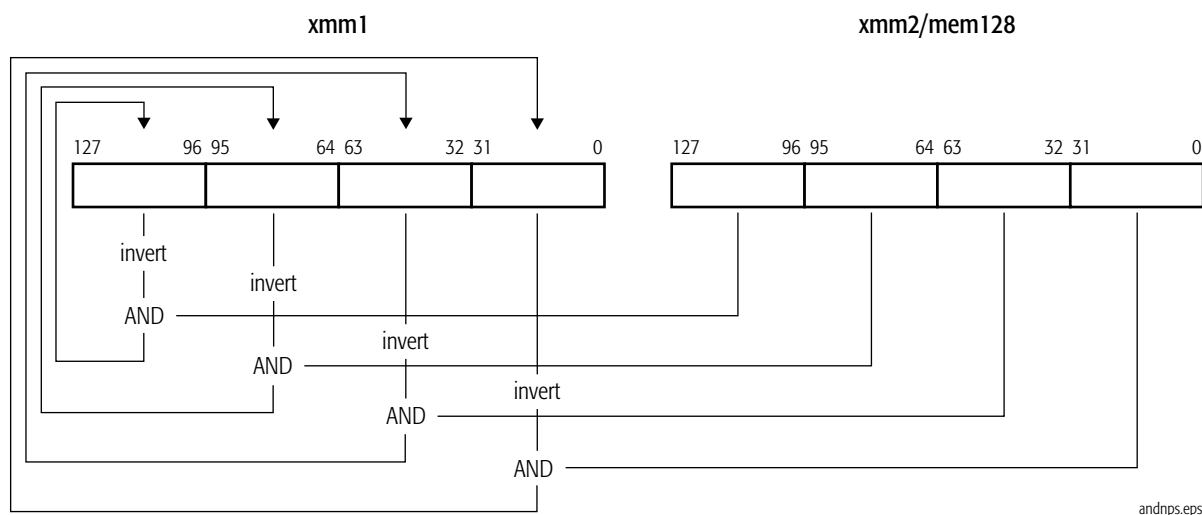 xmm1 xmm2/mem128
127 96 95 64 63 32 31 0 127 96 95 64 63 32 31 0
invert
invert
AND
invert
AND
invert
AND
AND
andnps.eps